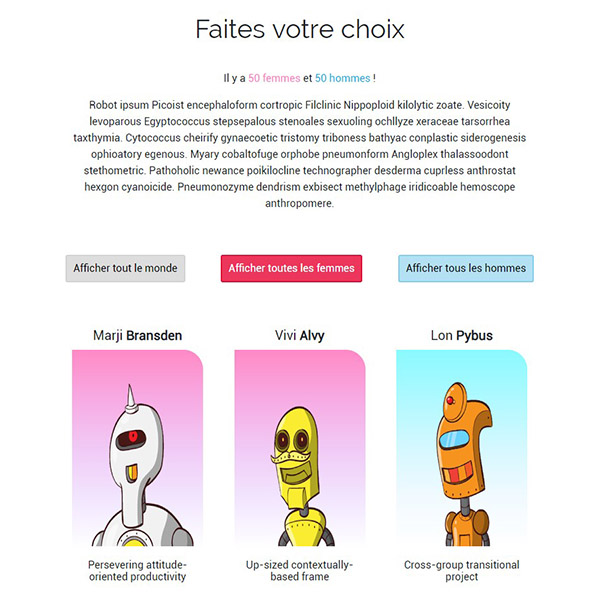 Faites votre choix
Il y a 50 femmes et 50 hommes !
Robot ipsum Picoist encephaloform cortropic Filclinic Nippoploid kilolytic zoate. Vesicoity
levoparous Egyptococcus stepsepalous stenoales sexuoling ochllyze xeraceae tarsorrhea
taxthymia. Cytococcus cheirify gynaecoetic tristomy triboness bathyac conplastic siderogenesis
ophioatory egenous. Myary cobaltofuge orphobe pneumonform Angloplex thalassoodont
stethometric. Pathoholic newance poikilocline technographer desderma cuprless anthrostat
hexgon cyanoicide. Pneumonozyme dendrism exbisect methylphage iridicoable hemoscope
anthropomere.
Afficher tout le monde
Afficher toutes les femmes
Afficher tous les hommes
Marji Bransden
Vivi Alvy
Lon Pybus
Persevering attitude-
oriented productivity
Up-sized contextually-
based frame
Cross-group transitional
project